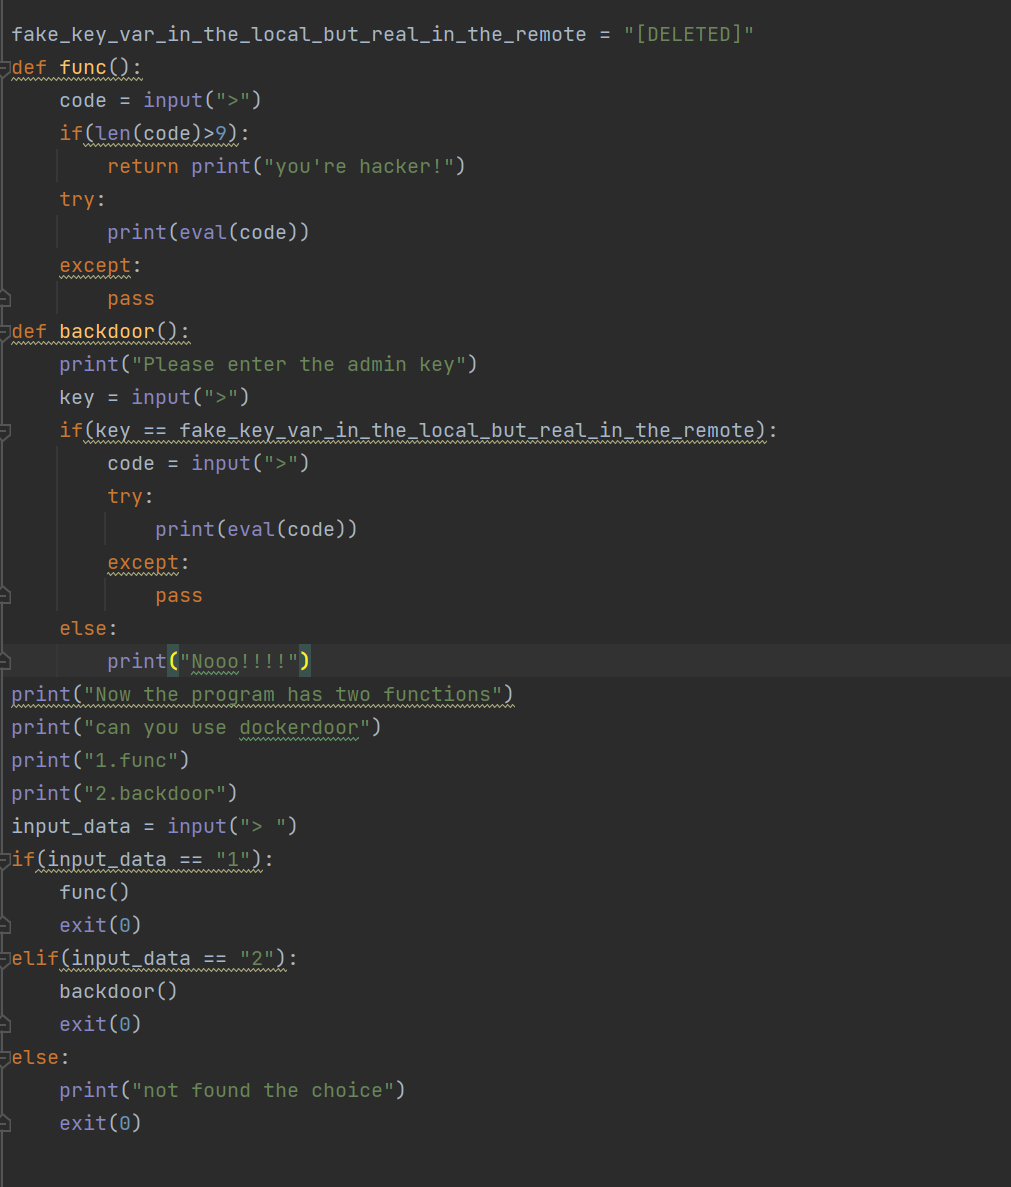 fake_key_var_in_the_local_but_real_in_the_remote = "[DELETED]"
def func():
    code = input(">")
    if(len(code)>9):
        return print("you're hacker!")
    try:
        print(eval(code))
    except:
        pass
def backdoor():
    print("Please enter the admin key")
    key = input(">")
    if(key == fake_key_var_in_the_local_but_real_in_the_remote):
        code = input(">")
        try:
            print(eval(code))
        except:
            pass
    else:
        print("Nooo!!!!")
print("Now the program has two functions")
print("can you use dockerdoor")
print("1.func")
print("2.backdoor")
input_data = input("> ")
if(input_data == "1"):
    func()
    exit(0)
elif(input_data == "2"):
    backdoor()
    exit(0)
else:
    print("not found the choice")
    exit(0)